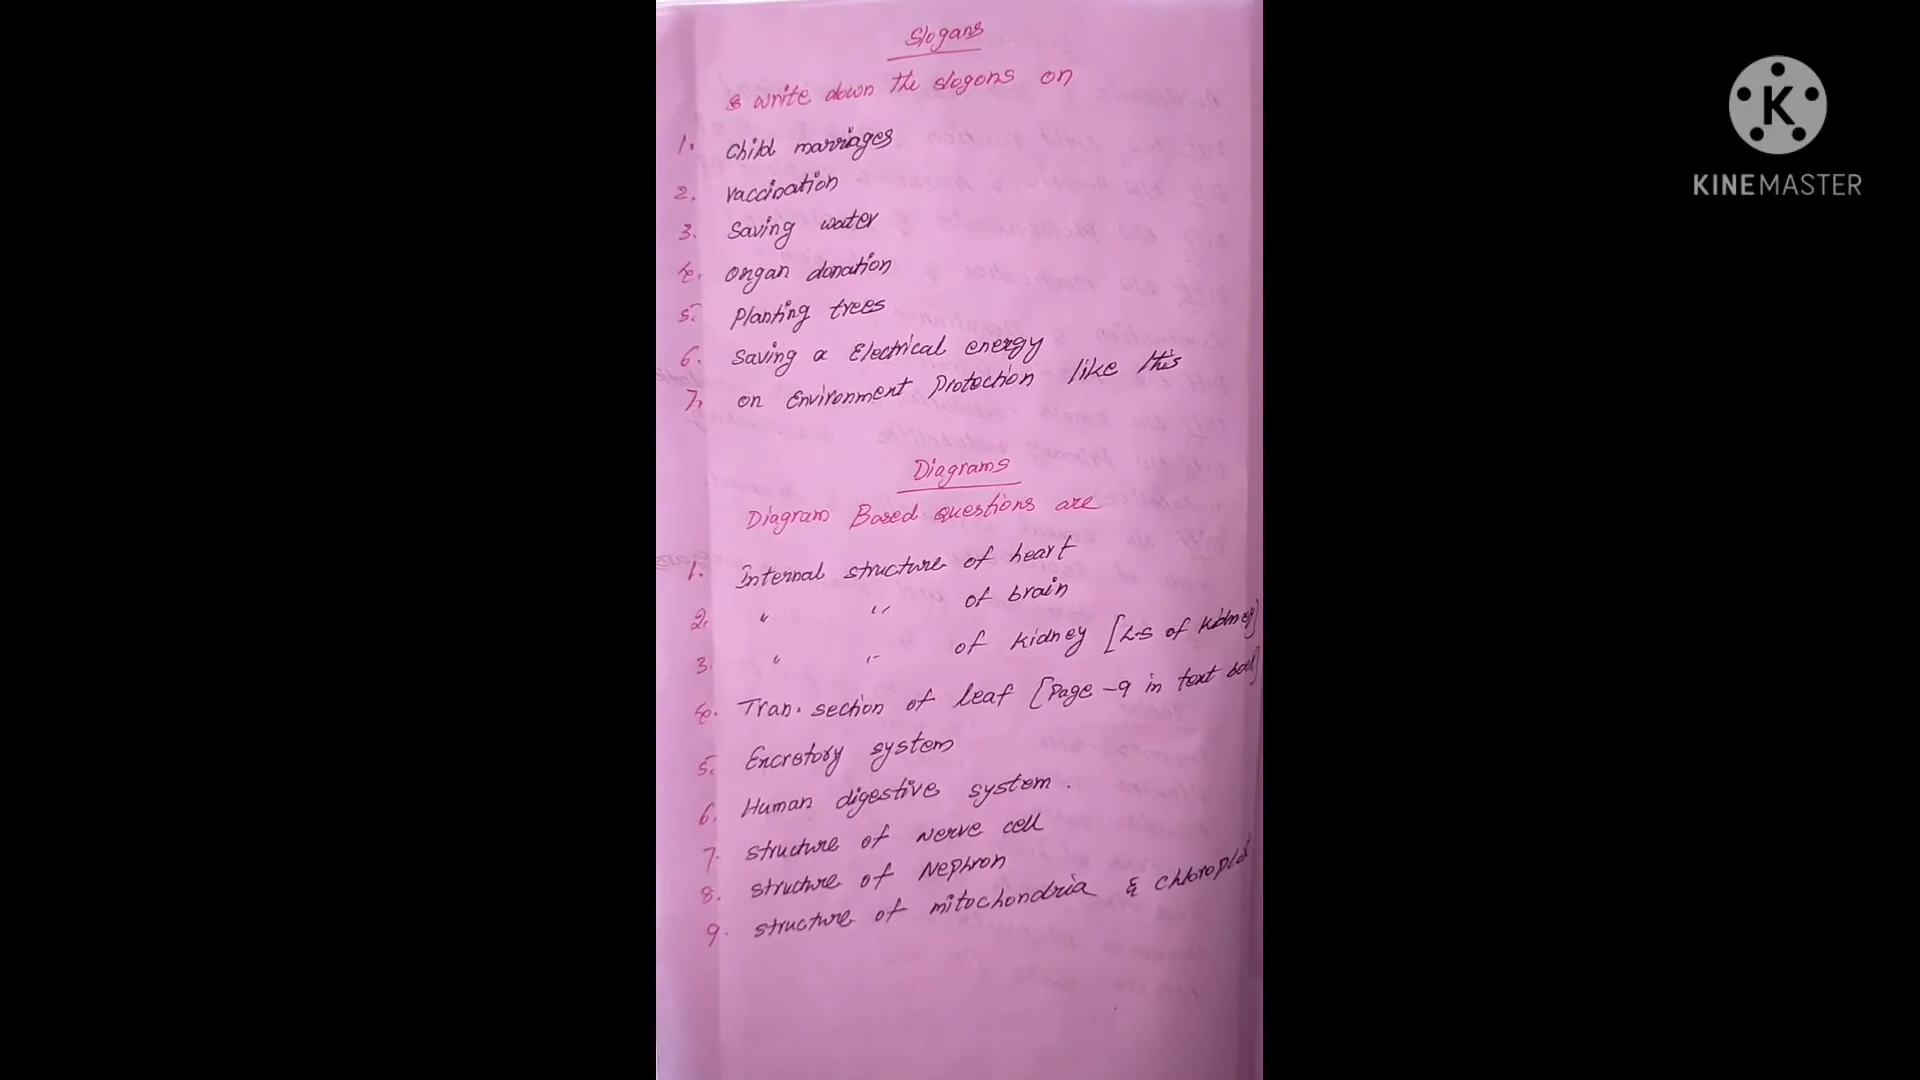 Slogans
& write down the slogons on
1. child marriages
2. vaccination
3. Saving water
4. organ donation
5. Planting trees
6. saving a Electrical energy
7. on Environment Protection like this
Diagrams
Diagram Based questions are
1. Internal structure of heart
2. " " of brain
3. " " of kidney [L.S of kidney]
4. Tran. section of leaf [Page -9 in text book]
5. Excretory system
6. Human digestive system.
7. structure of Nerve cell
8. structure of Nephron
9. structure of mitochondria &
K
KINEMASTER